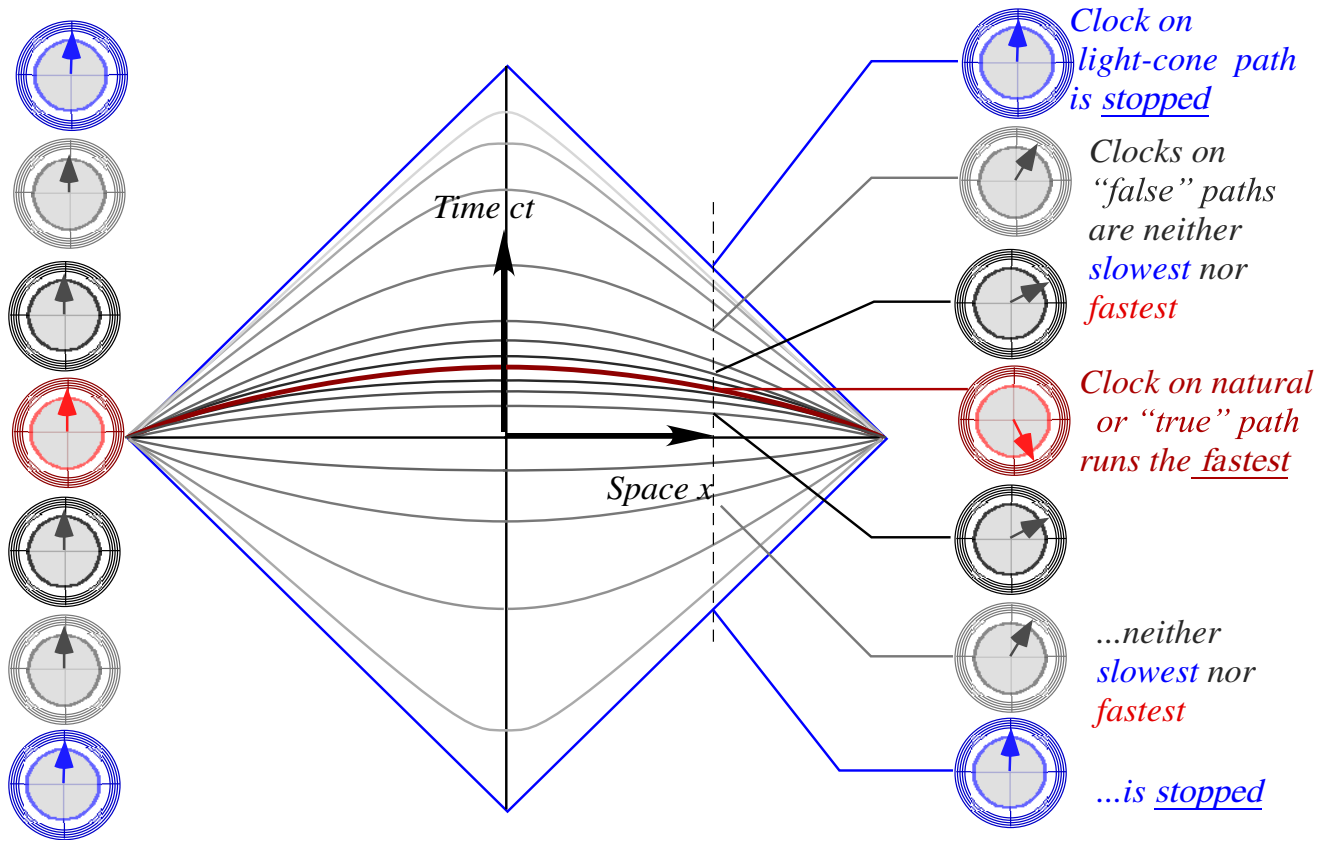 Clock on
light-cone path
is stopped
Clocks on
“false” paths
are neither
slowest nor
fastest
Time ct
Clock on natural
or “true” path
runs the fastest
Space x
...neither
slowest nor
fastest
...is stopped